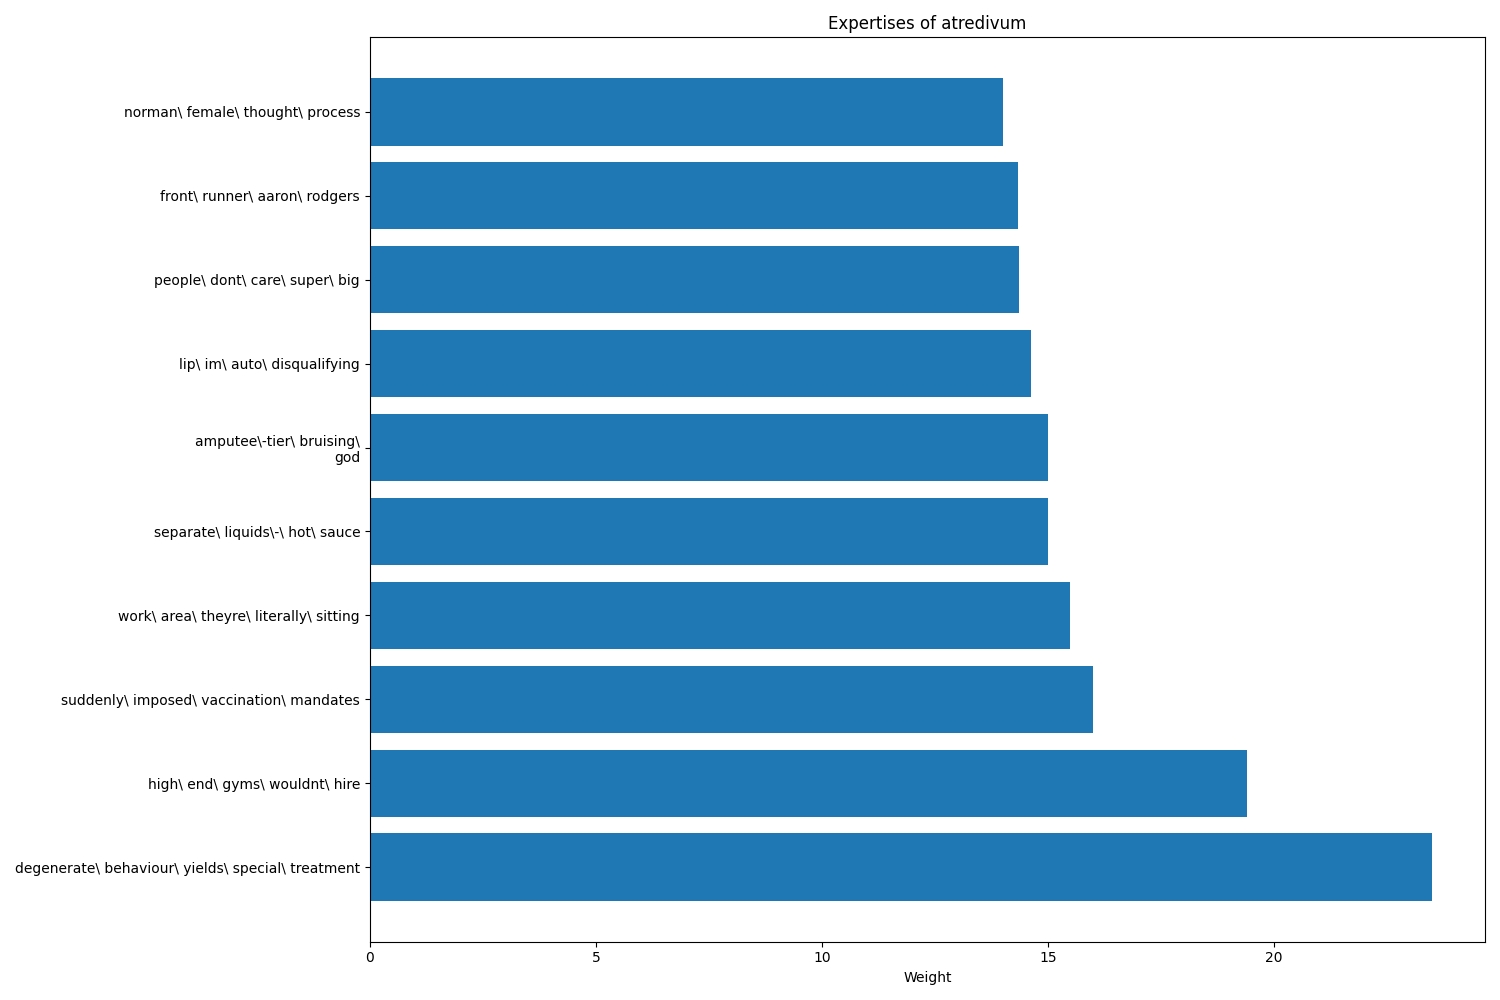 Expertises of atredivum
norman\ female\ thought\ process
front\ runner\ aaron\ rodgers
people\ dont\ care\ super\ big
lip\ im\ auto\ disqualifying
amputee\-tier\ bruising\
god
separate\ liquids\-\ hot\ sauce
work\ area\ theyre\ literally\ sitting
suddenly\ imposed\ vaccination\ mandates
high\ end\ gyms\ wouldnt\ hire
degenerate\ behaviour\ yields\ special\ treatment
0 5 10 15 20
Weight